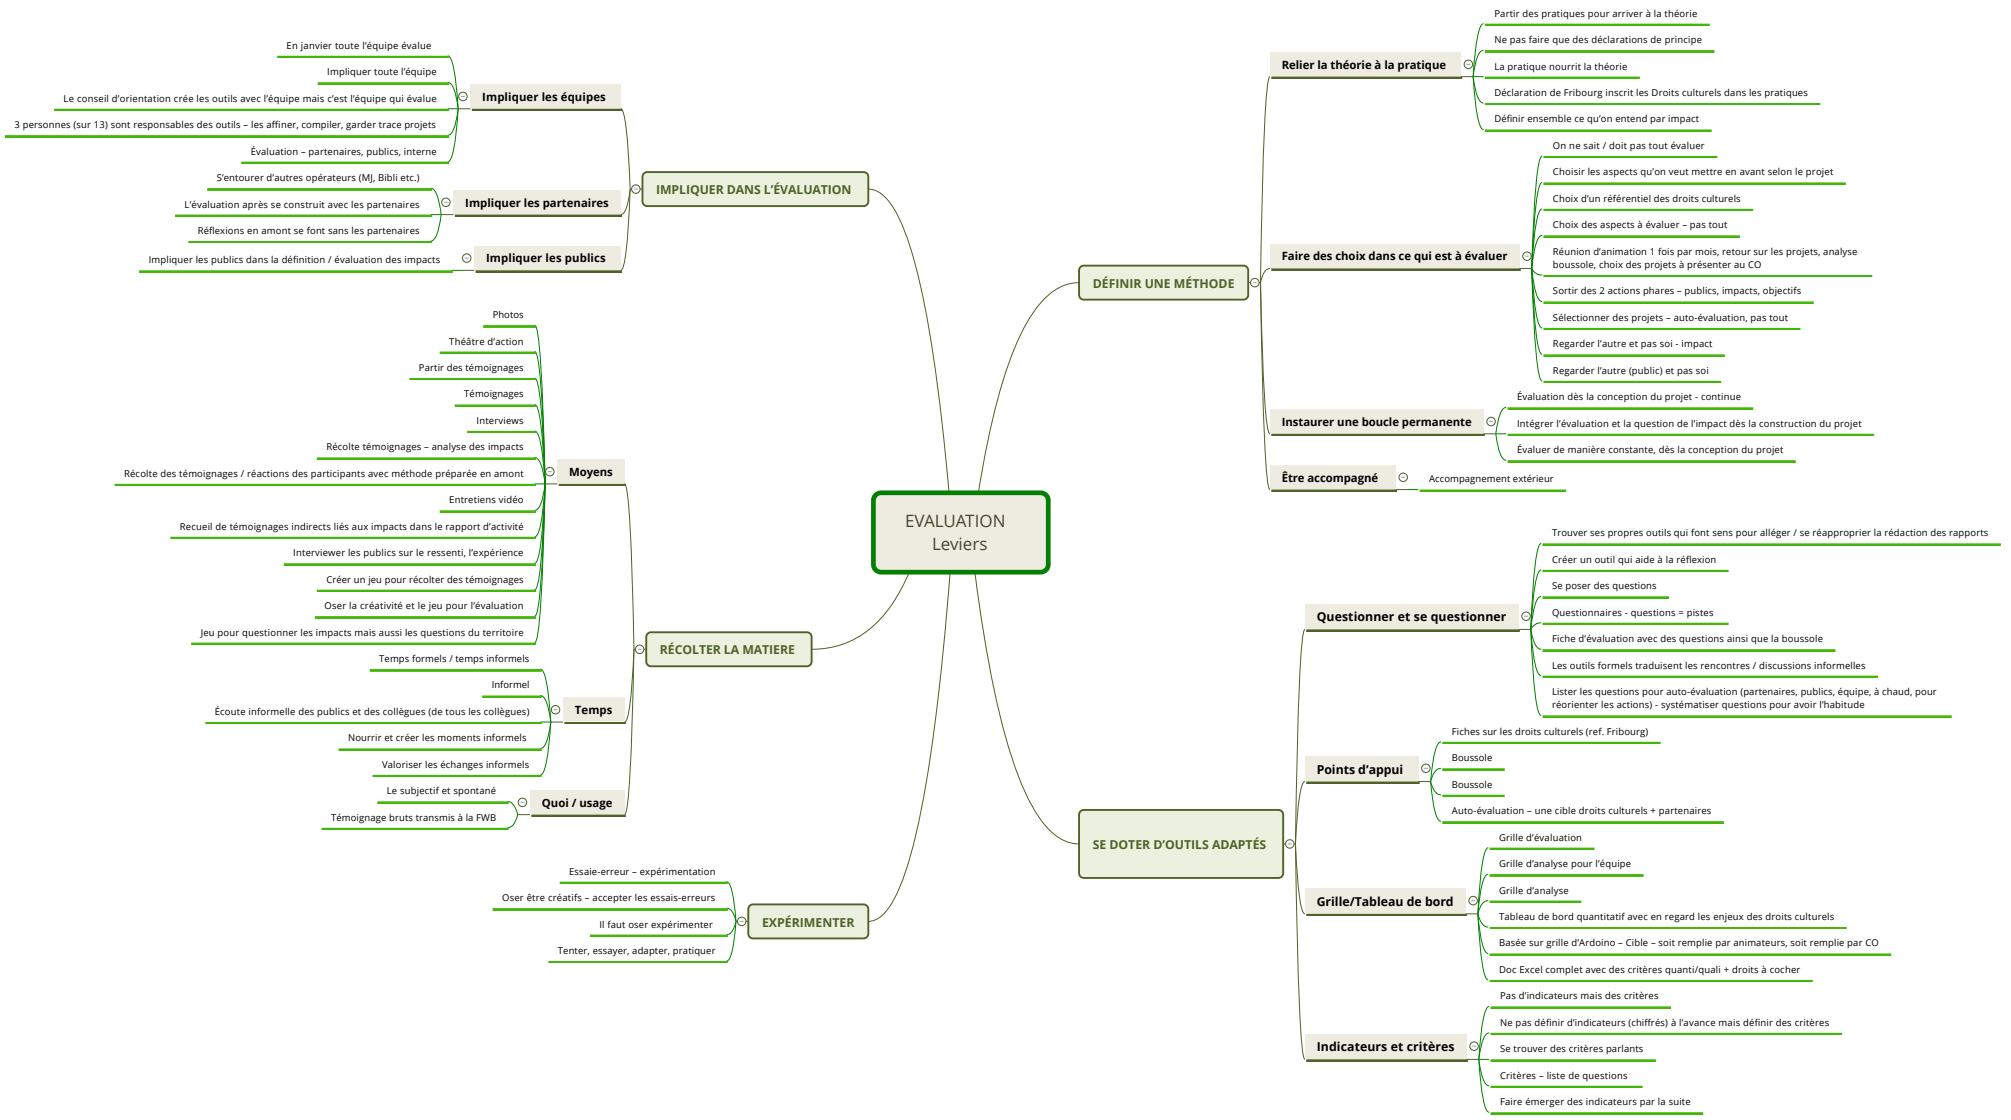 EVALUATION
Leviers
IMPLIQUER DANS L’ÉVALUATION
Impliquer les équipes
En janvier toute l’équipe évalue
Impliquer toute l’équipe
Le conseil d’orientation crée les outils avec l’équipe mais c’est l’équipe qui évalue
3 personnes (sur 13) sont responsables des outils – les affiner, compiler, garder trace projets
Évaluation – partenaires, publics, interne
Impliquer les partenaires
S’entourer d’autres opérateurs (MJ, Bibli etc.)
L’évaluation après se construit avec les partenaires
Réflexions en amont se font sans les partenaires
Impliquer les publics
Impliquer les publics dans la définition / évaluation des impacts
RÉCOLTER LA MATIERE
Moyens
Photos
Théâtre d’action
Partir des témoignages
Témoignages
Interviews
Récolte témoignages – analyse des impacts
Récolte des témoignages / réactions des participants avec méthode préparée en amont
Entretiens vidéo
Recueil de témoignages indirects liés aux impacts dans le rapport d’activité
Interviewer les publics sur le ressenti, l’expérience
Créer un jeu pour récolter des témoignages
Oser la créativité et le jeu pour l’évaluation
Jeu pour questionner les impacts mais aussi les questions du territoire
Temps
Temps formels / temps informels
Informel
Écoute informelle des publics et des collègues (de tous les collègues)
Nourrir et créer les moments informels
Valoriser les échanges informels
Quoi / usage
Le subjectif et spontané
Témoignage bruts transmis à la FWB
EXPÉRIMENTER
Essaie-erreur – expérimentation
Oser être créatifs – accepter les essais-erreurs
Il faut oser expérimenter
Tenter, essayer, adapter, pratiquer
DÉFINIR UNE MÉTHODE
Relier la théorie à la pratique
Partir des pratiques pour arriver à la théorie
Ne pas faire que des déclarations de principe
La pratique nourrit la théorie
Déclaration de Fribourg inscrit les Droits culturels dans les pratiques
Définir ensemble ce qu’on entend par impact
Faire des choix dans ce qui est à évaluer
On ne sait / doit pas tout évaluer
Choisir les aspects qu’on veut mettre en avant selon le projet
Choix d’un référentiel des droits culturels
Choix des aspects à évaluer – pas tout
Réunion d’animation 1 fois par mois, retour sur les projets, analyse
boussole, choix des projets à présenter au CO
Sortir des 2 actions phares – publics, impacts, objectifs
Sélectionner des projets – auto-évaluation, pas tout
Regarder l’autre et pas soi - impact
Regarder l’autre (public) et pas soi
Instaurer une boucle permanente
Évaluation dès la conception du projet - continue
Intégrer l’évaluation et la question de l’impact dès la construction du projet
Évaluer de manière constante, dès la conception du projet
Être accompagné
Accompagnement extérieur
SE DOTER D’OUTILS ADAPTÉS
Questionner et se questionner
Trouver ses propres outils qui font sens pour alléger / se réapproprier la rédaction des rapports
Créer un outil qui aide à la réflexion
Se poser des questions
Questionnaires - questions = pistes
Fiche d’évaluation avec des questions ainsi que la boussole
Les outils formels traduisent les rencontres / discussions informelles
Lister les questions pour auto-évaluation (partenaires, publics, équipe, à chaud, pour
réorienter les actions) - systématiser questions pour avoir l’habitude
Points d’appui
Fiches sur les droits culturels (ref. Fribourg)
Boussole
Boussole
Auto-évaluation – une cible droits culturels + partenaires
Grille/Tableau de bord
Grille d’évaluation
Grille d’analyse pour l’équipe
Grille d’analyse
Tableau de bord quantitatif avec en regard les enjeux des droits culturels
Basée sur grille d’Ardoino – Cible – soit remplie par animateurs, soit remplie par CO
Doc Excel complet avec des critères quanti/quali + droits à cocher
Indicateurs et critères
Pas d’indicateurs mais des critères
Ne pas définir d’indicateurs (chiffrés) à l’avance mais définir des critères
Se trouver des critères parlants
Critères – liste de questions
Faire émerger des indicateurs par la suite